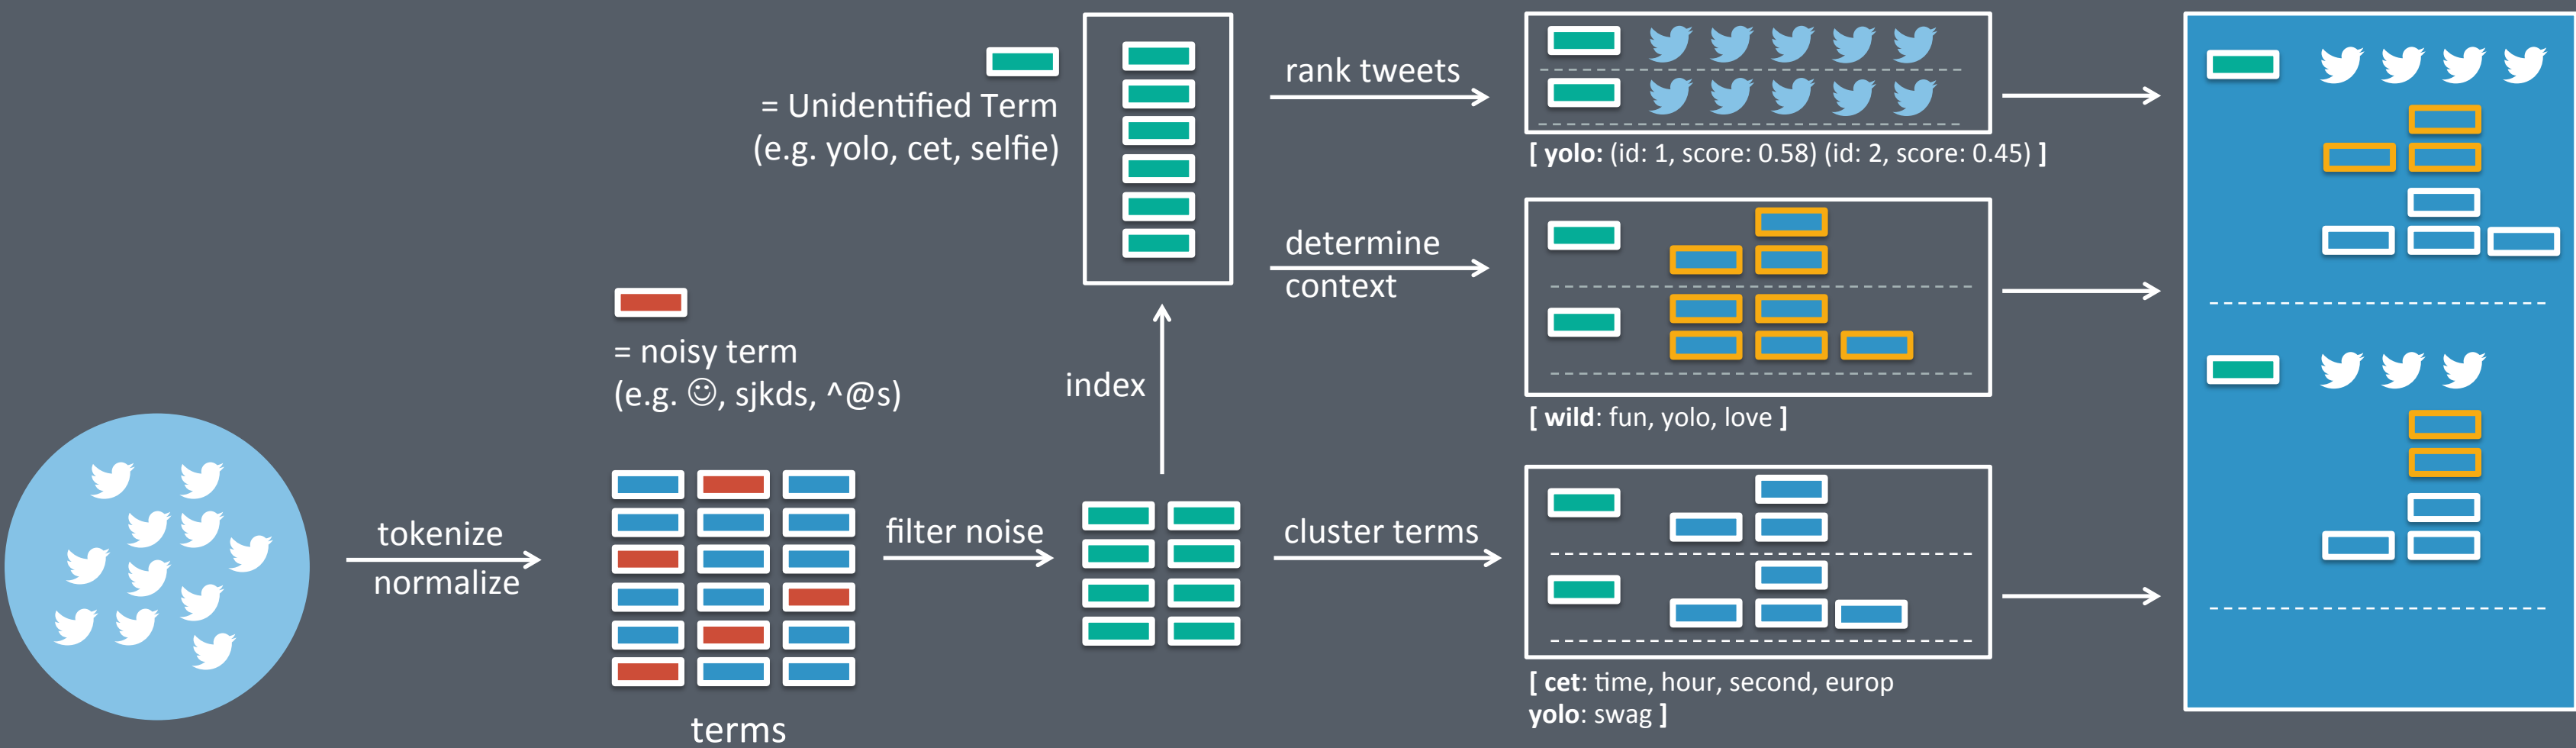 tokenize
normalize
= noisy term
(e.g. ☺, sjkds, ^@s)
terms
filter noise
= Unidentified Term
(e.g. yolo, cet, selfie)
index
rank tweets
[ yolo: (id: 1, score: 0.58) (id: 2, score: 0.45) ]
determine
context
[ wild: fun, yolo, love ]
cluster terms
[ cet: time, hour, second, europ
yolo: swag ]